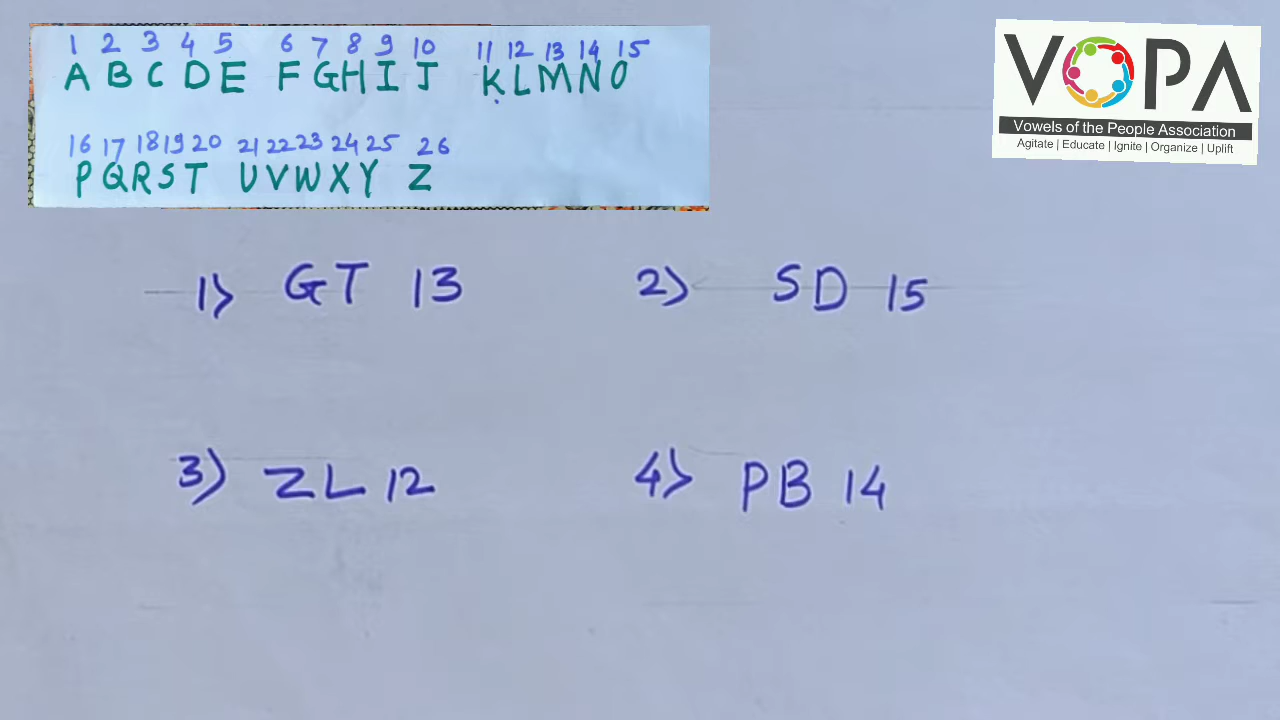 1 2 3 4 5 6 7 8 9 10 11 12 13 14 15
A B C D E F G H I J K L M N O
16 17 18 19 20 21 22 23 24 25 26
P Q R S T U V W X Y Z
VOPA
Vowels of the People Association
Agitate | Educate | Ignite | Organize | Uplift
1) GT 13 2) SD 15
3) ZL 12 4) PB 14